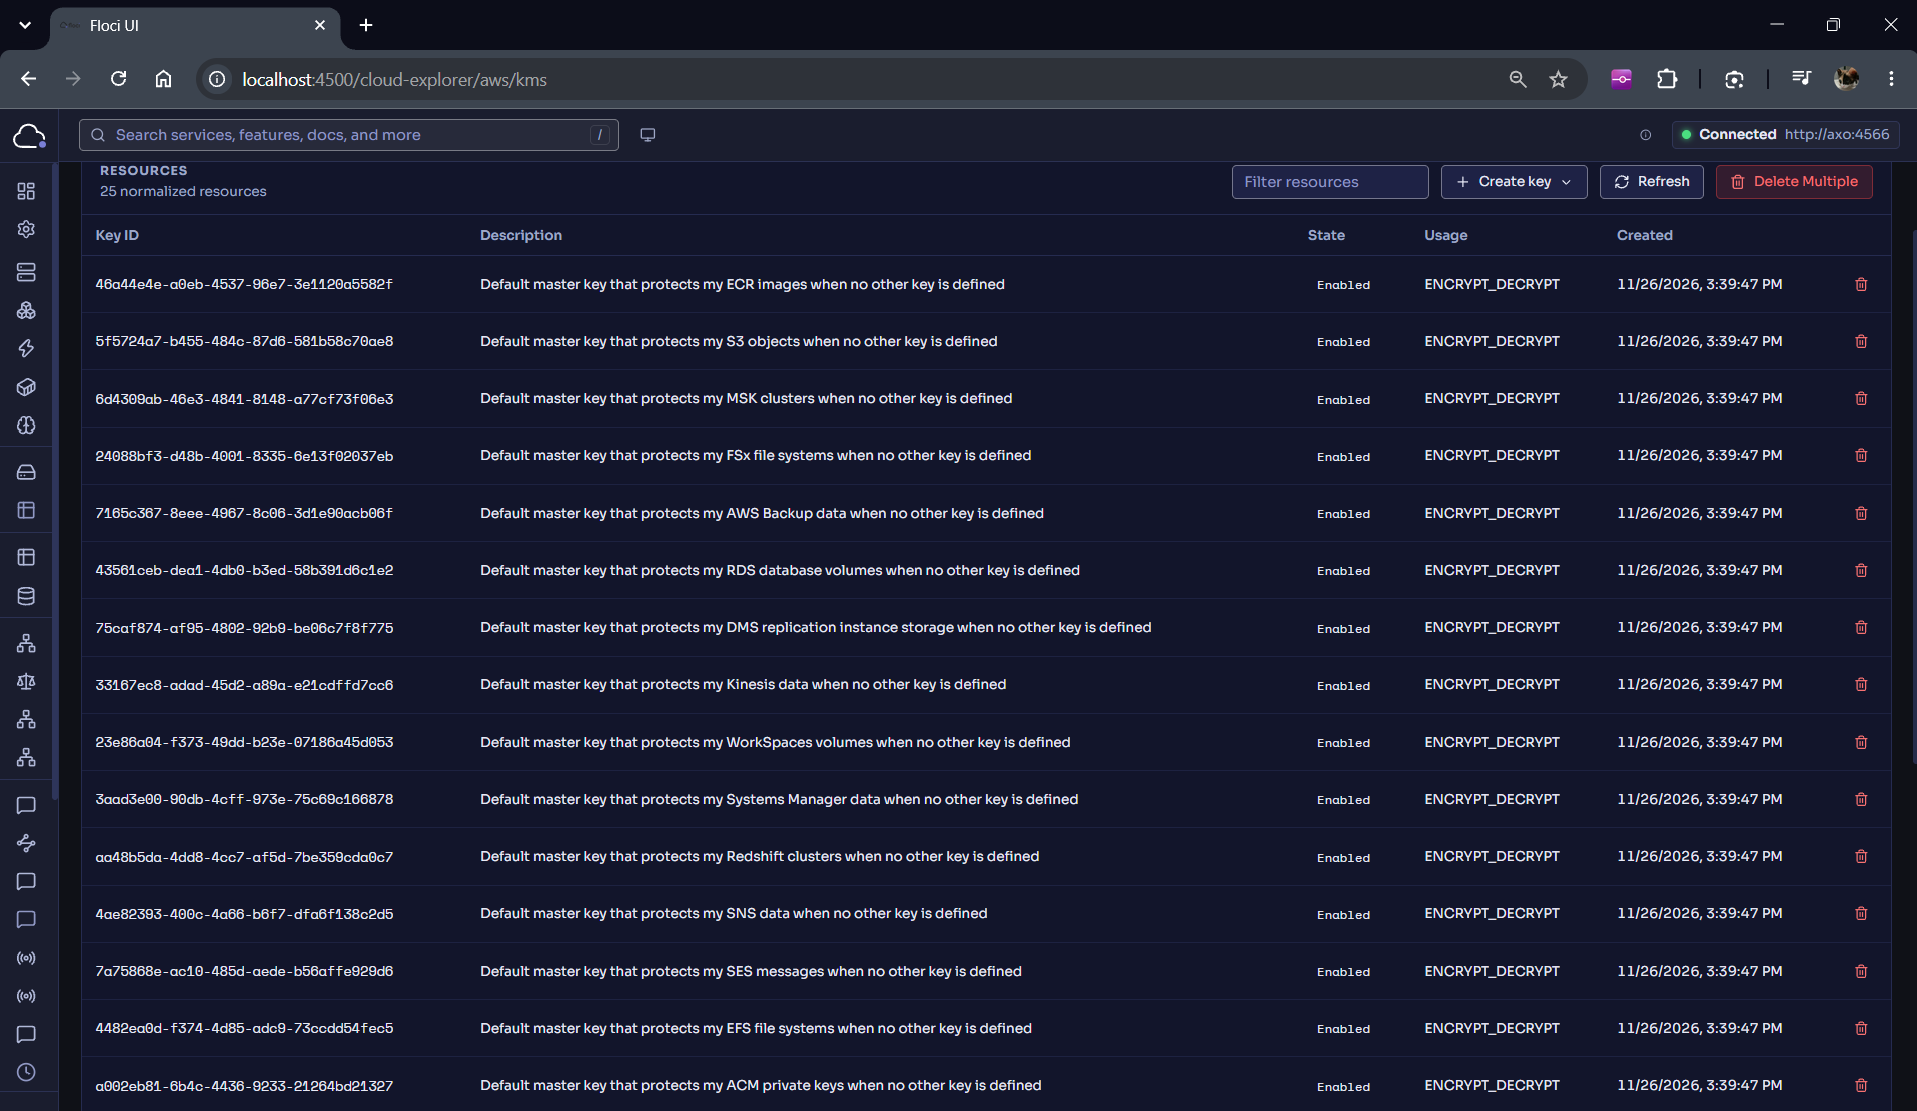 Floci UI
localhost:4500/cloud-explorer/aws/kms
Search services, features, docs, and more /
Connected http://axo:4566
RESOURCES
25 normalized resources
Filter resources
Create key
Refresh
Delete Multiple
Key ID Description State Usage Created
46a44e4e-a0eb-4537-96e7-3e1120a5582f Default master key that protects my ECR images when no other key is defined Enabled ENCRYPT_DECRYPT 11/26/2026, 3:39:47 PM
5f5724a7-b455-484c-87d6-581b58c70ae8 Default master key that protects my S3 objects when no other key is defined Enabled ENCRYPT_DECRYPT 11/26/2026, 3:39:47 PM
6d4309ab-46e3-4841-8148-a77cf73f06e3 Default master key that protects my MSK clusters when no other key is defined Enabled ENCRYPT_DECRYPT 11/26/2026, 3:39:47 PM
24088bf3-d48b-4001-8335-6e13f02037eb Default master key that protects my FSx file systems when no other key is defined Enabled ENCRYPT_DECRYPT 11/26/2026, 3:39:47 PM
7165c367-8eee-4967-8c06-3d1e90acb06f Default master key that protects my AWS Backup data when no other key is defined Enabled ENCRYPT_DECRYPT 11/26/2026, 3:39:47 PM
43561ceb-dea1-4db0-b3ed-58b391d6c1e2 Default master key that protects my RDS database volumes when no other key is defined Enabled ENCRYPT_DECRYPT 11/26/2026, 3:39:47 PM
75caf874-af95-4802-92b9-be06c7f8f775 Default master key that protects my DMS replication instance storage when no other key is defined Enabled ENCRYPT_DECRYPT 11/26/2026, 3:39:47 PM
33167ec8-adad-45d2-a89a-e21cdffd7cc6 Default master key that protects my Kinesis data when no other key is defined Enabled ENCRYPT_DECRYPT 11/26/2026, 3:39:47 PM
23e86a04-f373-49dd-b23e-07186a45d053 Default master key that protects my WorkSpaces volumes when no other key is defined Enabled ENCRYPT_DECRYPT 11/26/2026, 3:39:47 PM
3aad3e00-90db-4cff-973e-75c69c166878 Default master key that protects my Systems Manager data when no other key is defined Enabled ENCRYPT_DECRYPT 11/26/2026, 3:39:47 PM
aa48b5da-4dd8-4cc7-af5d-7be359cda0c7 Default master key that protects my Redshift clusters when no other key is defined Enabled ENCRYPT_DECRYPT 11/26/2026, 3:39:47 PM
4ae82393-400c-4a66-b6f7-dfa6f138c2d5 Default master key that protects my SNS data when no other key is defined Enabled ENCRYPT_DECRYPT 11/26/2026, 3:39:47 PM
7a75868e-ac10-485d-aede-b56affe929d6 Default master key that protects my SES messages when no other key is defined Enabled ENCRYPT_DECRYPT 11/26/2026, 3:39:47 PM
4482ea0d-f374-4d85-adc9-73ccdd54fec5 Default master key that protects my EFS file systems when no other key is defined Enabled ENCRYPT_DECRYPT 11/26/2026, 3:39:47 PM
a002eb81-6b4c-4436-9233-21264bd21327 Default master key that protects my ACM private keys when no other key is defined Enabled ENCRYPT_DECRYPT 11/26/2026, 3:39:47 PM